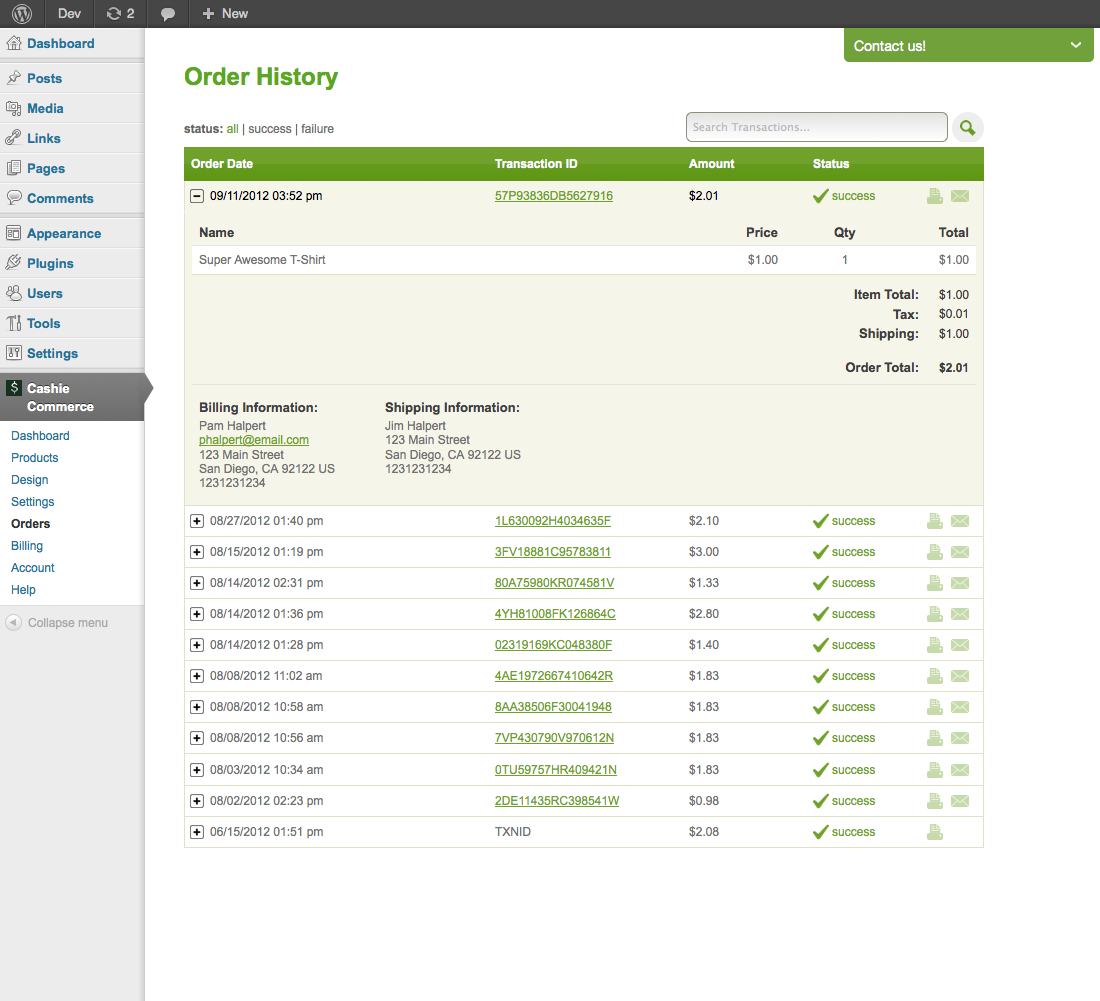 Dev 2 New
Dashboard
Posts
Media
Links
Pages
Comments
Appearance
Plugins
Users
Tools
Settings
$ Cashie
Commerce
Dashboard
Products
Design
Settings
Orders
Billing
Account
Help
Collapse menu
Contact us!
Order History
status: all | success | failure
Search Transactions...
Order Date Transaction ID Amount Status
09/11/2012 03:52 pm 57P93836DB5627916 $2.01 success
Name Price Qty Total
Super Awesome T-Shirt $1.00 1 $1.00
Item Total: $1.00
Tax: $0.01
Shipping: $1.00
Order Total: $2.01
Billing Information:
Pam Halpert
phalpert@email.com
123 Main Street
San Diego, CA 92122 US
1231231234
Shipping Information:
Jim Halpert
123 Main Street
San Diego, CA 92122 US
1231231234
08/27/2012 01:40 pm 1L630092H4034635F $2.10 success
08/15/2012 01:19 pm 3FV18881C95783811 $3.00 success
08/14/2012 02:31 pm 80A75980KR074581V $1.33 success
08/14/2012 01:36 pm 4YH81008FK126864C $2.80 success
08/14/2012 01:28 pm 02319169KC048380F $1.40 success
08/08/2012 11:02 am 4AE1972667410642R $1.83 success
08/08/2012 10:58 am 8AA38506F30041948 $1.83 success
08/08/2012 10:56 am 7VP430790V970612N $1.83 success
08/03/2012 10:34 am 0TU59757HR409421N $1.83 success
08/02/2012 02:23 pm 2DE11435RC398541W $0.98 success
06/15/2012 01:51 pm TXNID $2.08 success